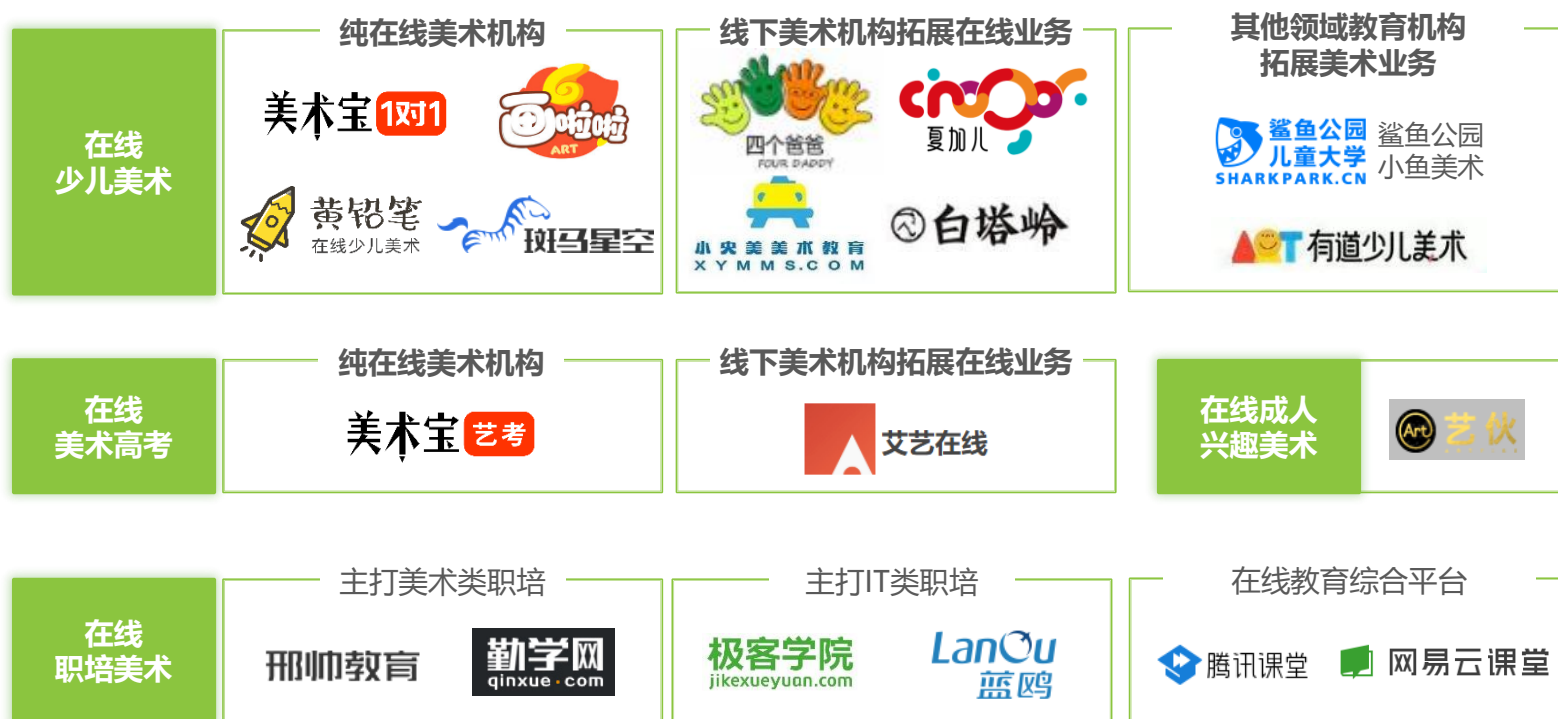 在线
少儿美术
纯在线美术机构
美术宝 1对1
画啦啦
ART
黄铅笔
在线少儿美术
斑马星空
线下美术机构拓展在线业务
四个爸爸
FOUR DADDY
夏加儿
小央美美术教育
XYMMS.COM
白塔岭
其他领域教育机构
拓展美术业务
鲨鱼公园
儿童大学
SHARKPARK.CN
鲨鱼公园
小鱼美术
ART 有道少儿美术
在线
美术高考
纯在线美术机构
美术宝 艺考
线下美术机构拓展在线业务
艾艺在线
在线成人
兴趣美术
Art 艺伙
在线
职培美术
主打美术类职培
邢帅教育
勤学网
qinxue·com
主打IT类职培
极客学院
jikexueyuan.com
LanOu
蓝鸥
在线教育综合平台
腾讯课堂
网易云课堂